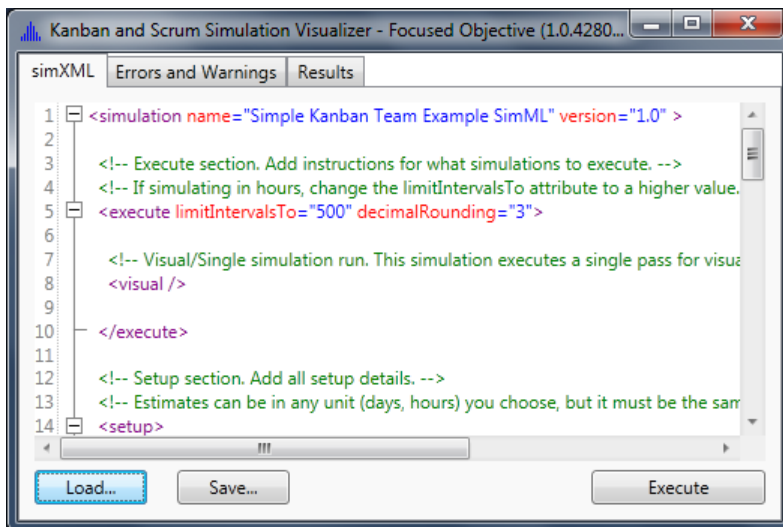 Kanban and Scrum Simulation Visualizer - Focused Objective (1.0.4280...
simXML Errors and Warnings Results
1 <simulation name="Simple Kanban Team Example SimML" version="1.0" >
2
3 <!-- Execute section. Add instructions for what simulations to execute. -->
4 <!-- If simulating in hours, change the limitIntervalsTo attribute to a higher value.
5 <execute limitIntervalsTo="500" decimalRounding="3">
6
7 <!-- Visual/Single simulation run. This simulation executes a single pass for visua
8 <visual />
9
10 </execute>
11
12 <!-- Setup section. Add all setup details. -->
13 <!-- Estimates can be in any unit (days, hours) you choose, but it must be the sam
14 <setup>
Load... Save... Execute